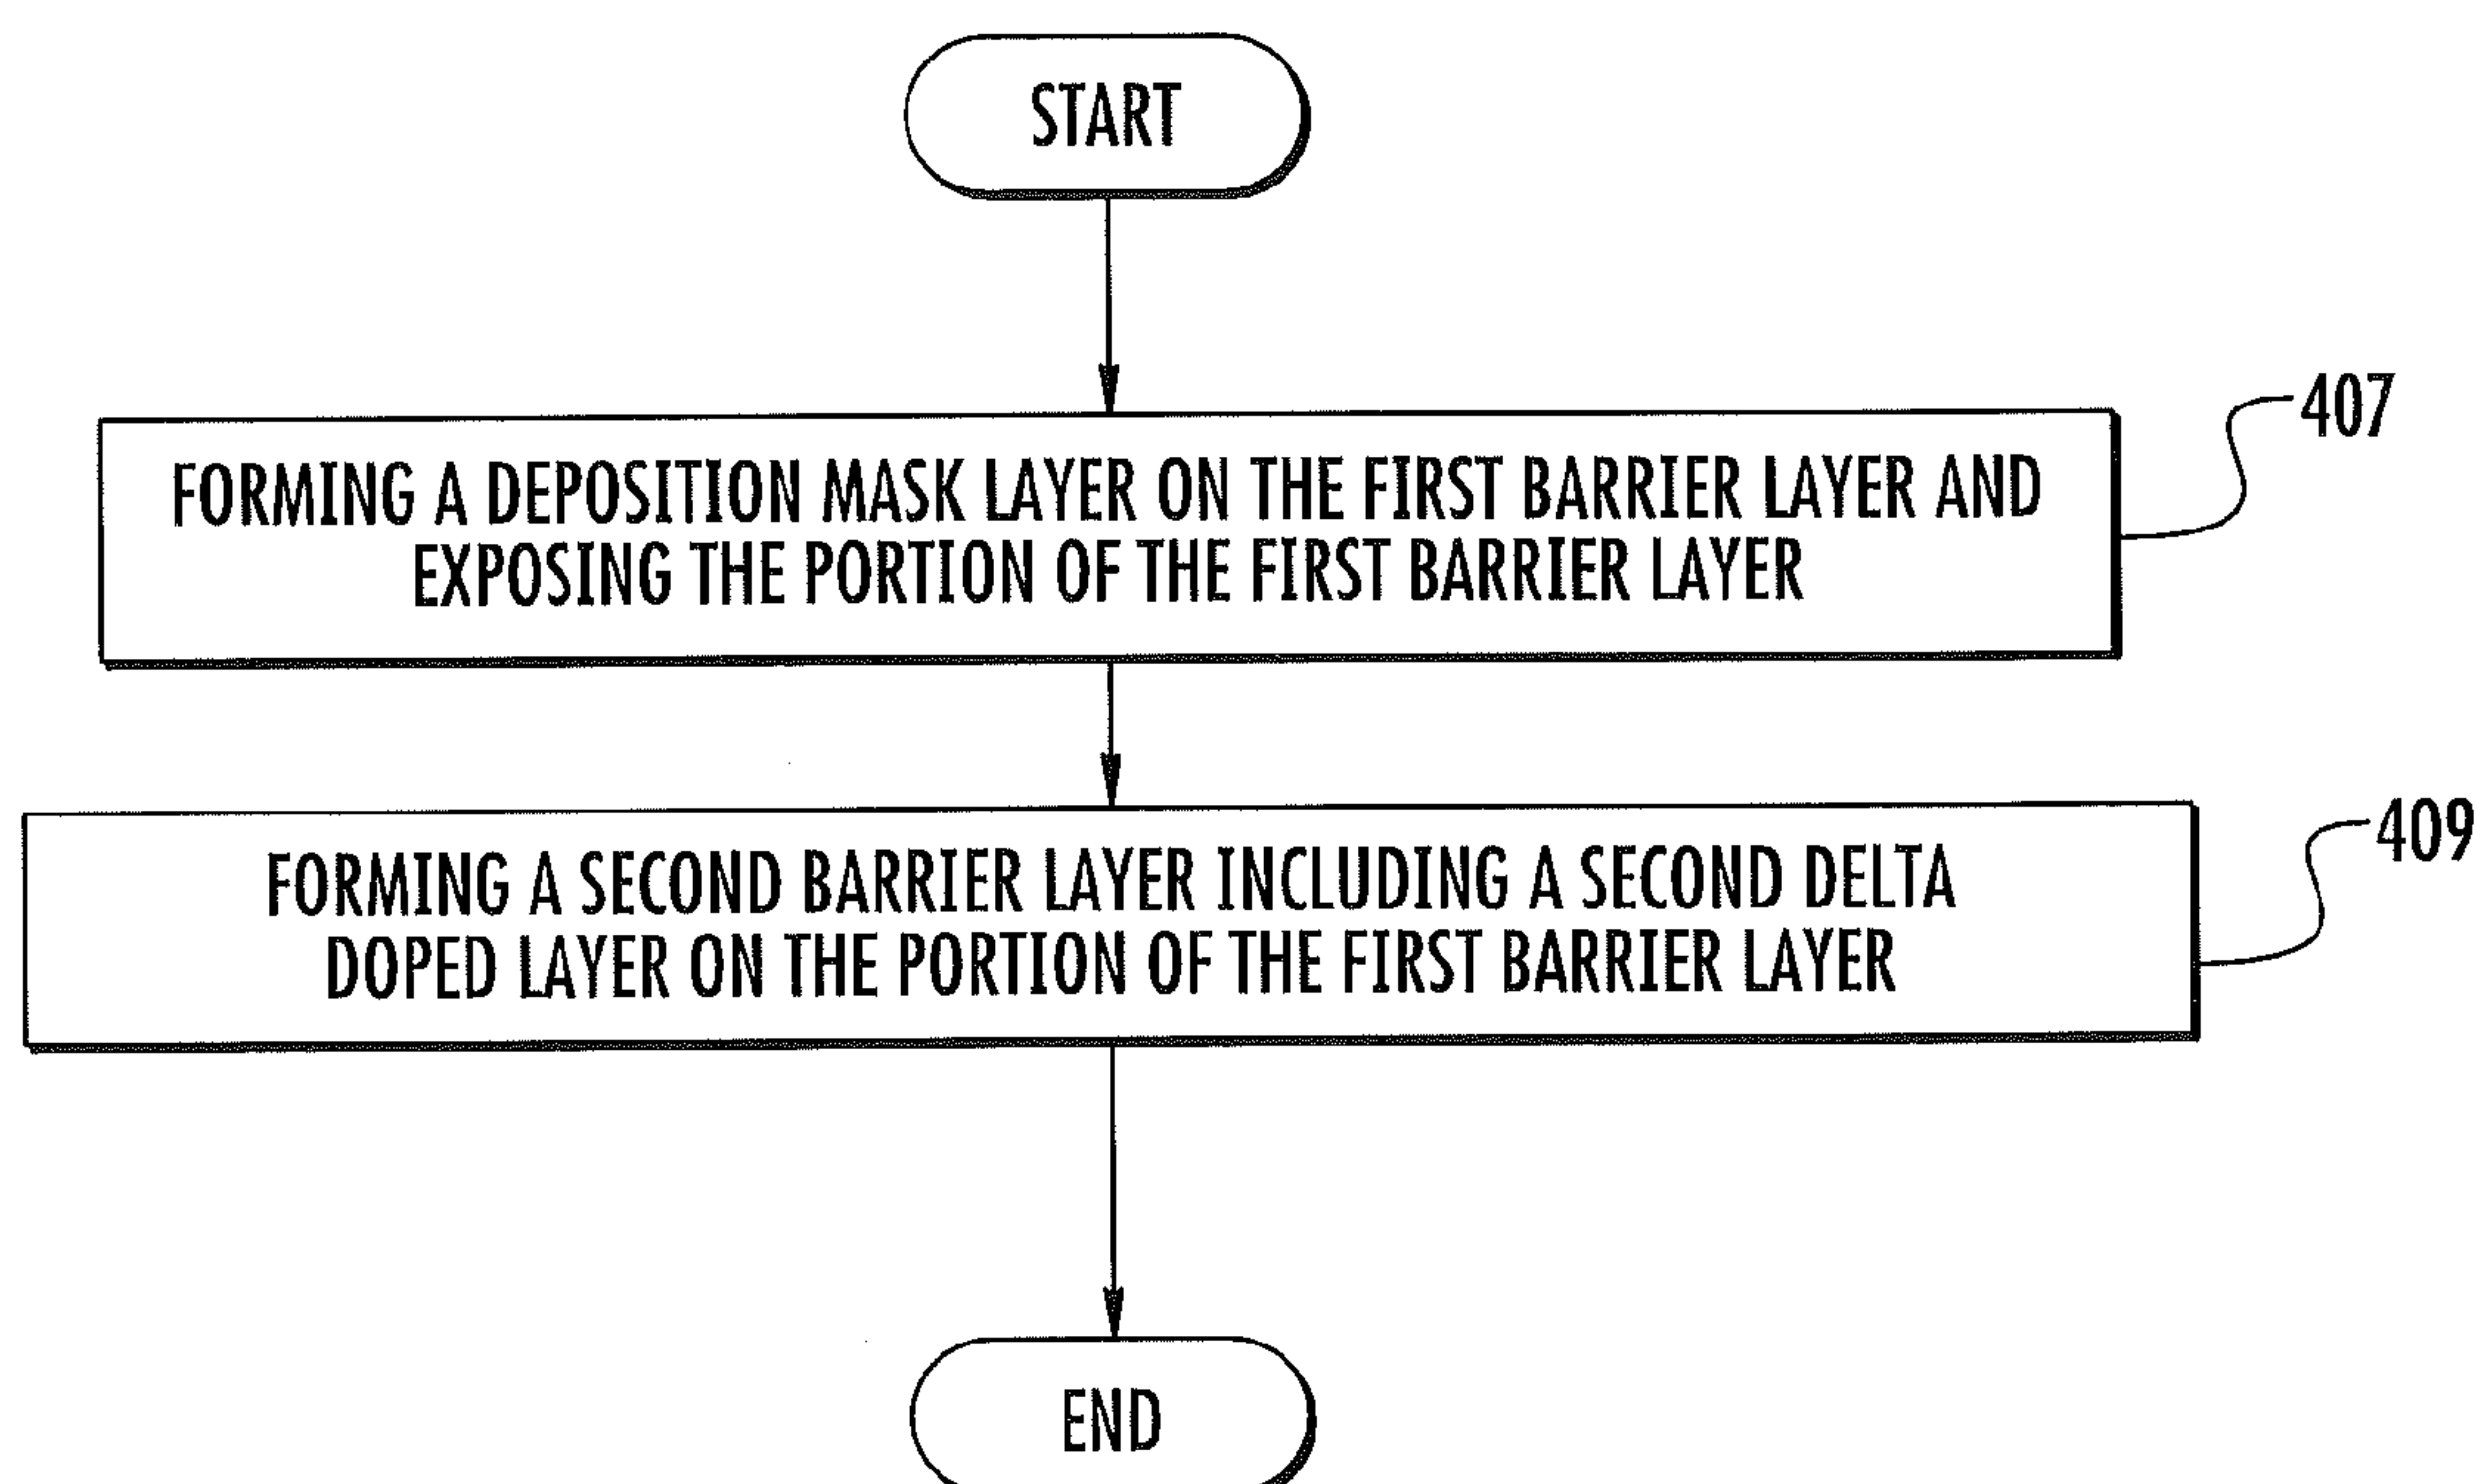 START
407
FORMING A DEPOSITION MASK LAYER ON THE FIRST BARRIER LAYER AND
EXPOSING THE PORTION OF THE FIRST BARRIER LAYER
409
FORMING A SECOND BARRIER LAYER INCLUDING A SECOND DELTA
DOPED LAYER ON THE PORTION OF THE FIRST BARRIER LAYER
END